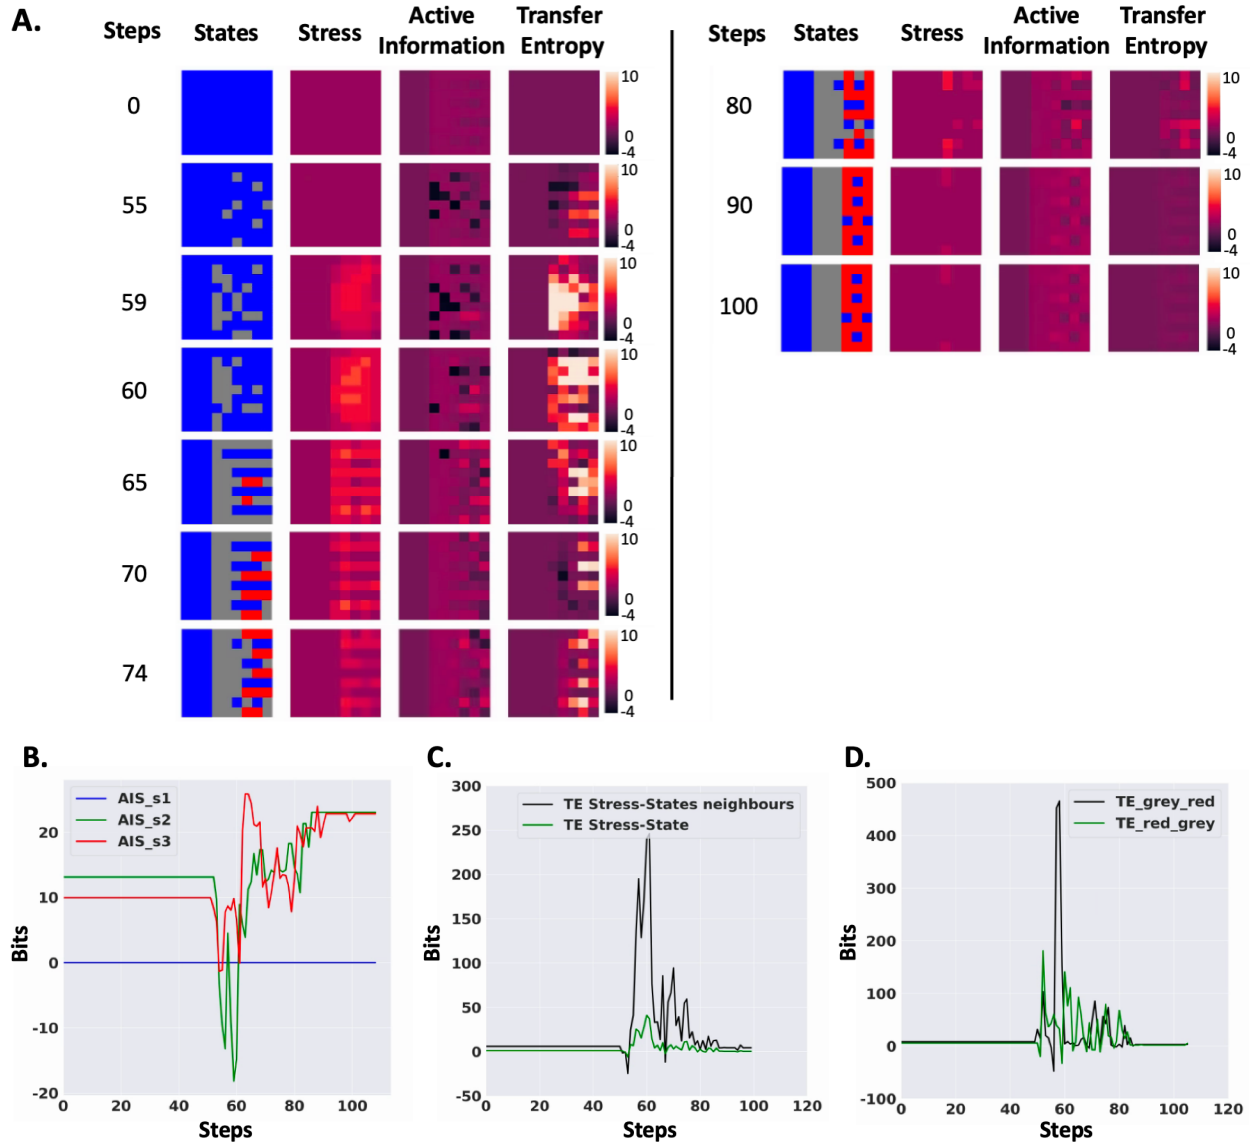 A.
Steps States Stress Active Information Transfer Entropy
0 10 0 -4
55 10 0 -4
59 10 0 -4
60 10 0 -4
65 10 0 -4
70 10 0 -4
74 10 0 -4
Steps States Stress Active Information Transfer Entropy
80 10 0 -4
90 10 0 -4
100 10 0 -4
B.
AIS_s1
AIS_s2
AIS_s3
20
10
0
-10
-20
Bits
0 20 40 60 80 100
Steps
C.
TE Stress-States neighbours
TE Stress-State
300
250
200
150
100
50
0
-50
Bits
0 20 40 60 80 100 120
Steps
D.
TE_grey_red
TE_red_grey
500
400
300
200
100
0
-100
Bits
0 20 40 60 80 100 120
Steps